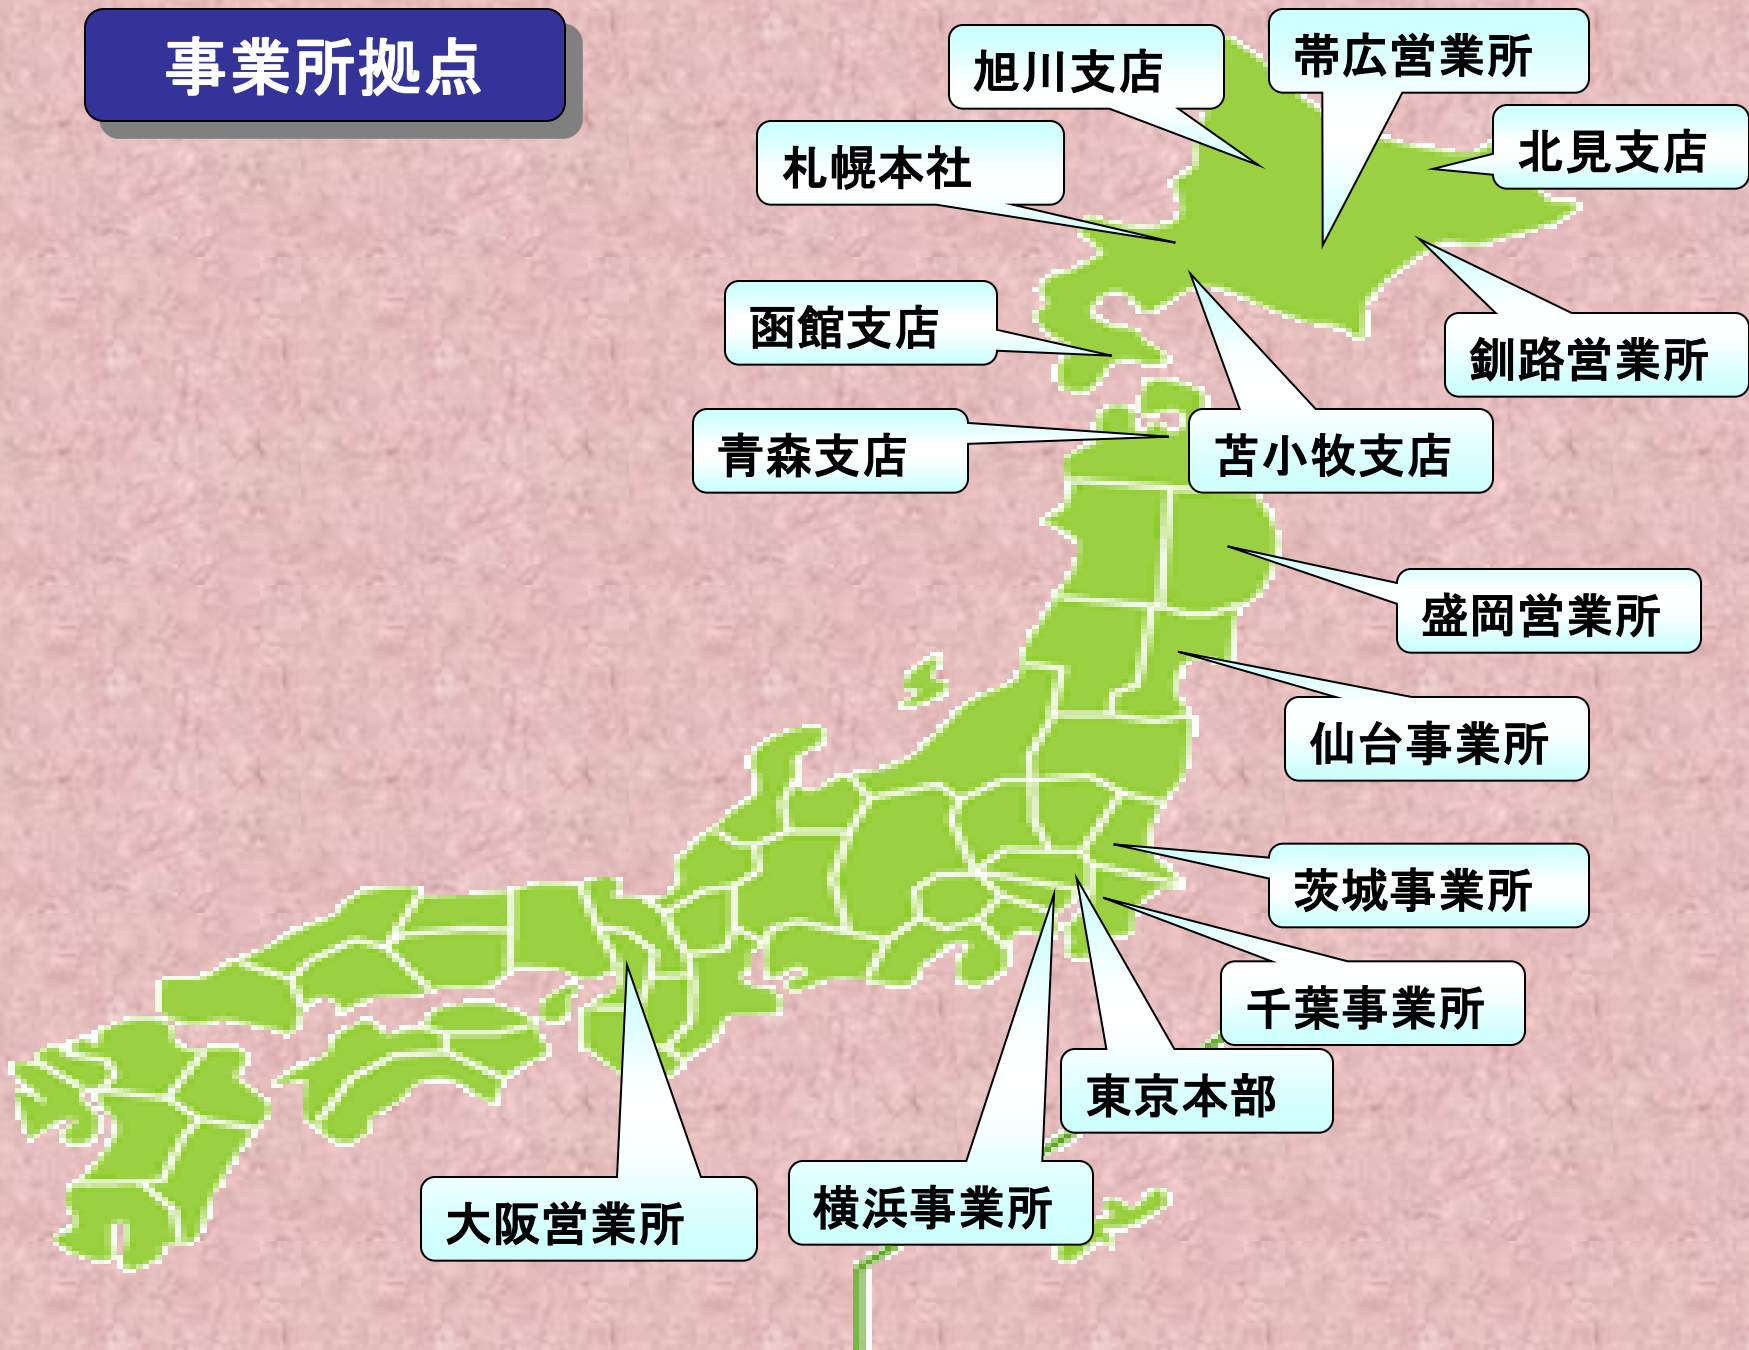 事業所拠点
旭川支店
帯広営業所
北見支店
札幌本社
函館支店
釧路営業所
青森支店
苫小牧支店
盛岡営業所
仙台事業所
茨城事業所
千葉事業所
東京本部
横浜事業所
大阪営業所